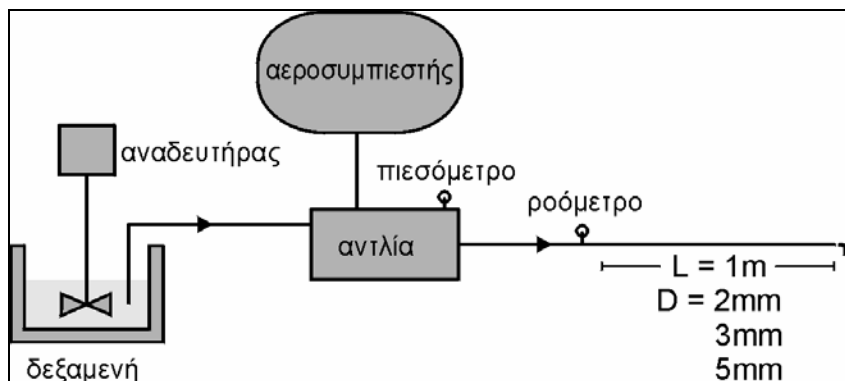 αεροσυμπιεστής
αναδευτήρας
πιεσόμετρο
ροόμετρο
αντλία
L = 1m
D = 2mm
3mm
5mm
δεξαμενή